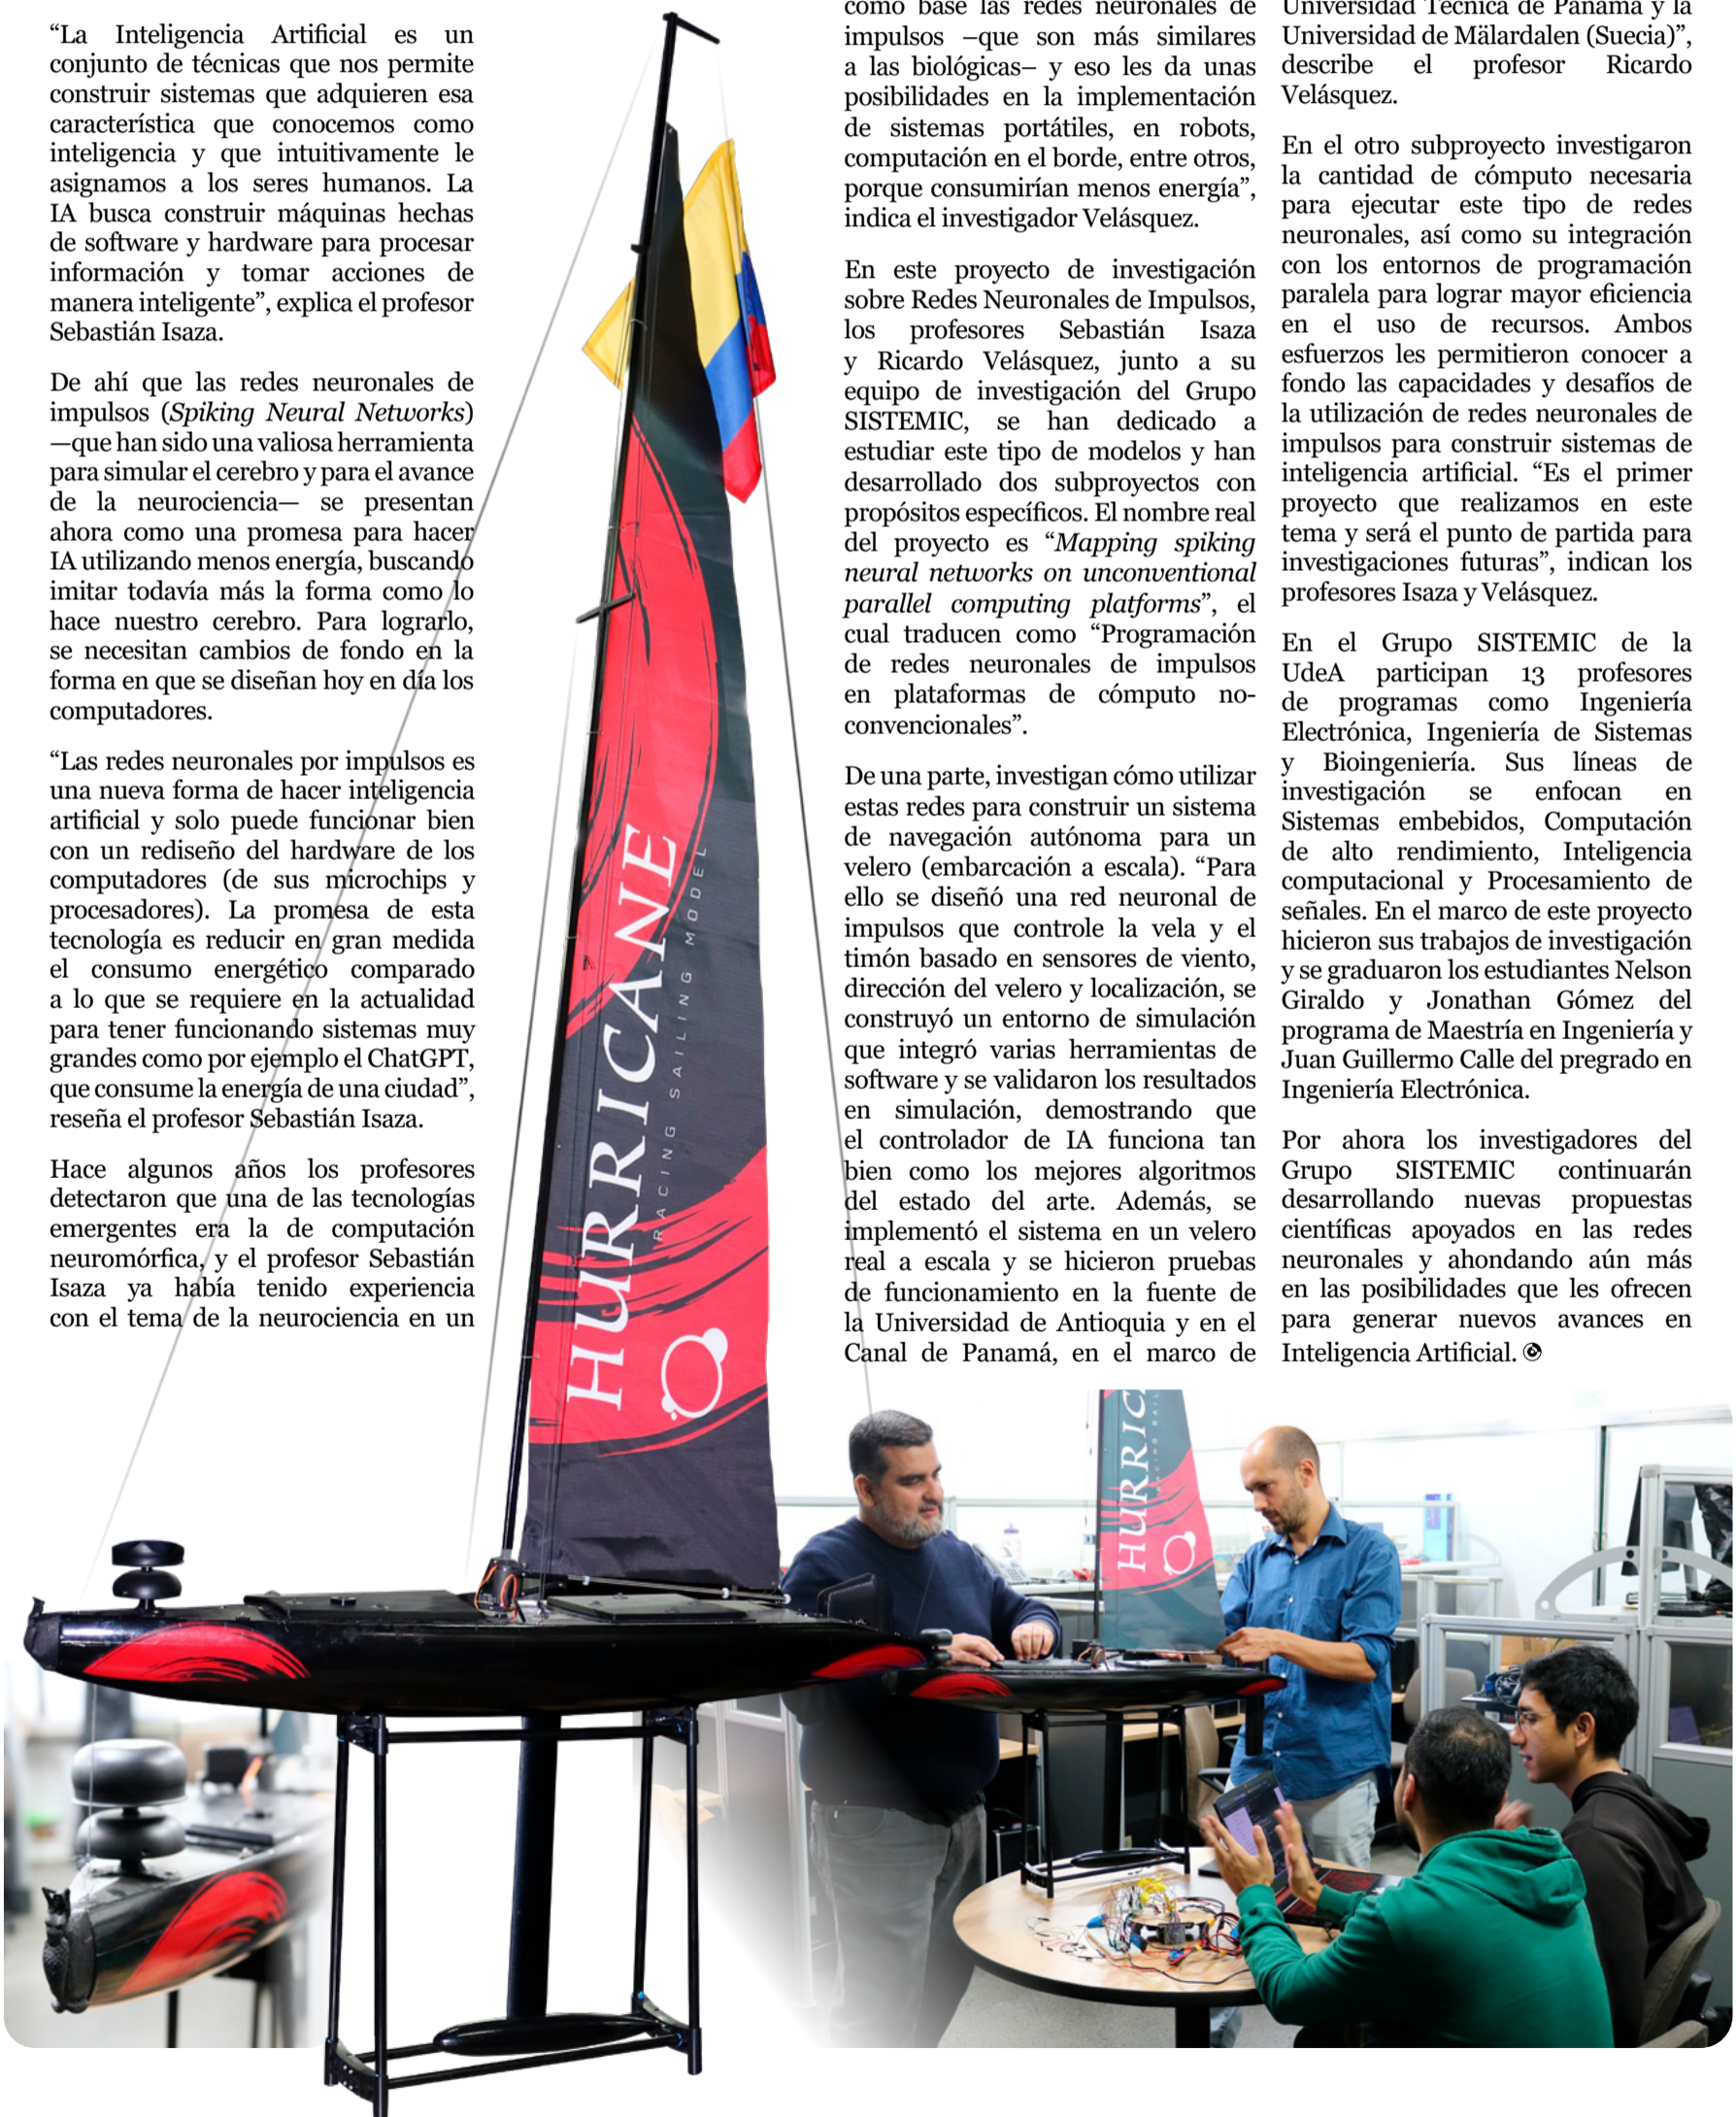 “La Inteligencia Artificial es un
conjunto de técnicas que nos permite
construir sistemas que adquieren esa
característica que conocemos como
inteligencia y que intuitivamente le
asignamos a los seres humanos. La
IA busca construir máquinas hechas
de software y hardware para procesar
información y tomar acciones de
manera inteligente”, explica el profesor
Sebastián Isaza.
De ahí que las redes neuronales de
impulsos (Spiking Neural Networks)
—que han sido una valiosa herramienta
para simular el cerebro y para el avance
de la neurociencia— se presentan
ahora como una promesa para hacer
IA utilizando menos energía, buscando
imitar todavía más la forma como lo
hace nuestro cerebro. Para lograrlo,
se necesitan cambios de fondo en la
forma en que se diseñan hoy en día los
computadores.
“Las redes neuronales por impulsos es
una nueva forma de hacer inteligencia
artificial y solo puede funcionar bien
con un rediseño del hardware de los
computadores (de sus microchips y
procesadores). La promesa de esta
tecnología es reducir en gran medida
el consumo energético comparado
a lo que se requiere en la actualidad
para tener funcionando sistemas muy
grandes como por ejemplo el ChatGPT,
que consume la energía de una ciudad”,
reseña el profesor Sebastián Isaza.
Hace algunos años los profesores
detectaron que una de las tecnologías
emergentes era la de computación
neuromórfica, y el profesor Sebastián
Isaza ya había tenido experiencia
con el tema de la neurociencia en un
HURRICANE
RACING SAILING MODEL
como base las redes neuronales de
impulsos –que son más similares
a las biológicas– y eso les da unas
posibilidades en la implementación
de sistemas portátiles, en robots,
computación en el borde, entre otros,
porque consumirían menos energía”,
indica el investigador Velásquez.
En este proyecto de investigación
sobre Redes Neuronales de Impulsos,
los profesores Sebastián Isaza
y Ricardo Velásquez, junto a su
equipo de investigación del Grupo
SISTEMIC, se han dedicado a
estudiar este tipo de modelos y han
desarrollado dos subproyectos con
propósitos específicos. El nombre real
del proyecto es “Mapping spiking
neural networks on unconventional
parallel computing platforms”, el
cual traducen como “Programación
de redes neuronales de impulsos
en plataformas de cómputo no-
convencionales”.
De una parte, investigan cómo utilizar
estas redes para construir un sistema
de navegación autónoma para un
velero (embarcación a escala). “Para
ello se diseñó una red neuronal de
impulsos que controle la vela y el
timón basado en sensores de viento,
dirección del velero y localización, se
construyó un entorno de simulación
que integró varias herramientas de
software y se validaron los resultados
en simulación, demostrando que
el controlador de IA funciona tan
bien como los mejores algoritmos
del estado del arte. Además, se
implementó el sistema en un velero
real a escala y se hicieron pruebas
de funcionamiento en la fuente de
la Universidad de Antioquia y en el
Canal de Panamá, en el marco de
Universidad Técnica de Panamá y la
Universidad de Mälardalen (Suecia)”,
describe el profesor Ricardo
Velásquez.
En el otro subproyecto investigaron
la cantidad de cómputo necesaria
para ejecutar este tipo de redes
neuronales, así como su integración
con los entornos de programación
paralela para lograr mayor eficiencia
en el uso de recursos. Ambos
esfuerzos les permitieron conocer a
fondo las capacidades y desafíos de
la utilización de redes neuronales de
impulsos para construir sistemas de
inteligencia artificial. “Es el primer
proyecto que realizamos en este
tema y será el punto de partida para
investigaciones futuras”, indican los
profesores Isaza y Velásquez.
En el Grupo SISTEMIC de la
UdeA participan 13 profesores
de programas como Ingeniería
Electrónica, Ingeniería de Sistemas
y Bioingeniería. Sus líneas de
investigación se enfocan en
Sistemas embebidos, Computación
de alto rendimiento, Inteligencia
computacional y Procesamiento de
señales. En el marco de este proyecto
hicieron sus trabajos de investigación
y se graduaron los estudiantes Nelson
Giraldo y Jonathan Gómez del
programa de Maestría en Ingeniería y
Juan Guillermo Calle del pregrado en
Ingeniería Electrónica.
Por ahora los investigadores del
Grupo SISTEMIC continuarán
desarrollando nuevas propuestas
científicas apoyados en las redes
neuronales y ahondando aún más
en las posibilidades que les ofrecen
para generar nuevos avances en
Inteligencia Artificial.
HURRIC